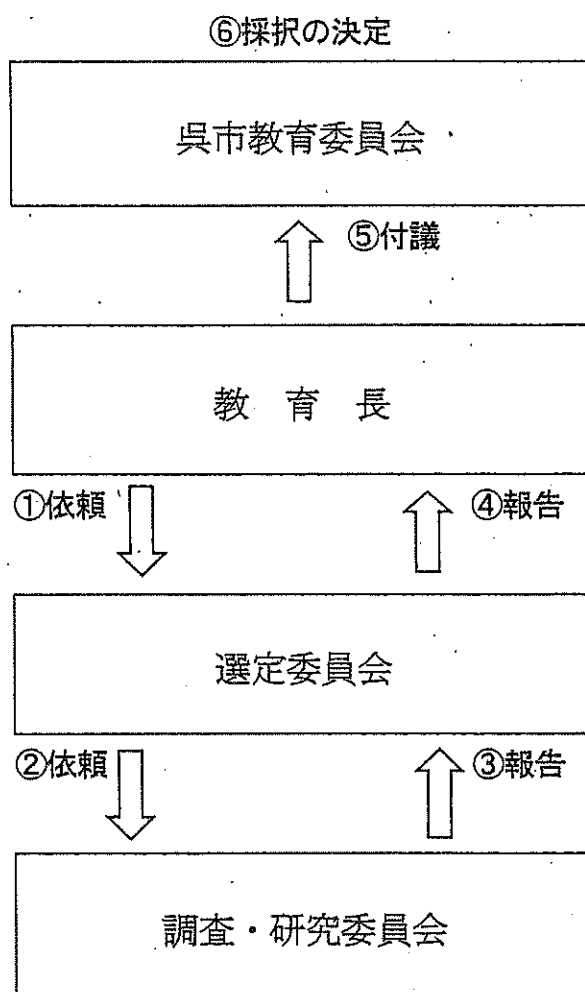 ⑥採択の決定
呉市教育委員会
⑤付議
教育長
①依頼
④報告
選定委員会
②依頼
③報告
調査・研究委員会